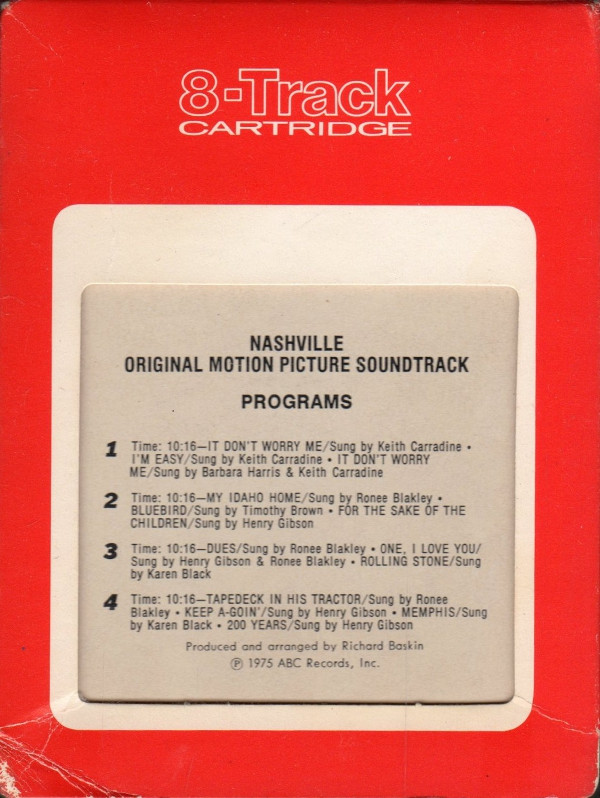 8-Track
CARTRIDGE
NASHVILLE
ORIGINAL MOTION PICTURE SOUNDTRACK
PROGRAMS
1 Time: 10:16—IT DON'T WORRY ME/Sung by Keith Carradine •
I'M EASY/Sung by Keith Carradine • IT DON'T WORRY
ME/Sung by Barbara Harris & Keith Carradine
2 Time: 10:16—MY IDAHO HOME/Sung by Ronee Blakley •
BLUEBIRD/Sung by Timothy Brown • FOR THE SAKE OF THE
CHILDREN/Sung by Henry Gibson
3 Time: 10:16—DUES/Sung by Ronee Blakley • ONE, I LOVE YOU/
Sung by Henry Gibson & Ronee Blakley • ROLLING STONE/Sung
by Karen Black
4 Time: 10:16—TAPEDECK IN HIS TRACTOR/Sung by Ronee
Blakley • KEEP A-GOIN'/Sung by Henry Gibson • MEMPHIS/Sung
by Karen Black • 200 YEARS/Sung by Henry Gibson
Produced and arranged by Richard Baskin
℗ 1975 ABC Records, Inc.